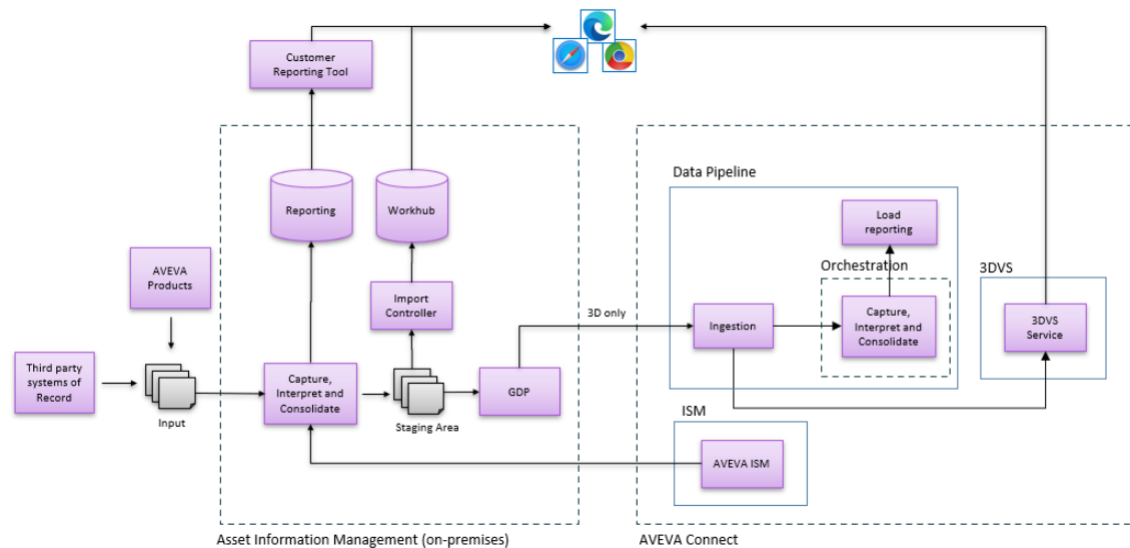 Customer
Reporting Tool
Data Pipeline
Reporting
Workhub
Load
reporting
AVEVA
Products
Orchestration
3DVS
Import
Controller
3D only
Ingestion
Capture,
Interpret and
Consolidate
3DVS
Service
Third party
systems of
Record
Input
Capture,
Interpret and
Consolidate
Staging Area
GDP
ISM
AVEVA ISM
Asset Information Management (on-premises)
AVEVA Connect